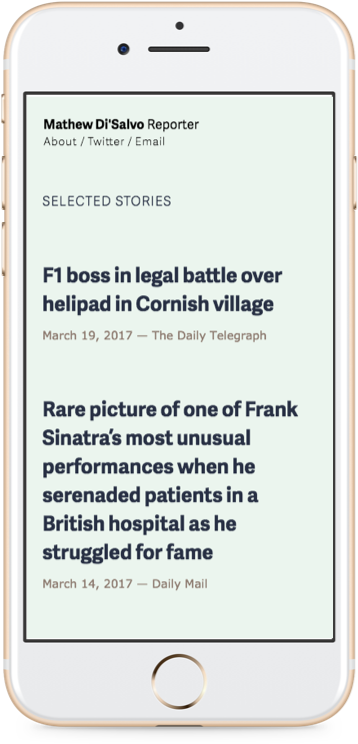 Mathew Di'Salvo Reporter
About / Twitter / Email
SELECTED STORIES
F1 boss in legal battle over
helipad in Cornish village
March 19, 2017 — The Daily Telegraph
Rare picture of one of Frank
Sinatra's most unusual
performances when he
serenaded patients in a
British hospital as he
struggled for fame
March 14, 2017 — Daily Mail